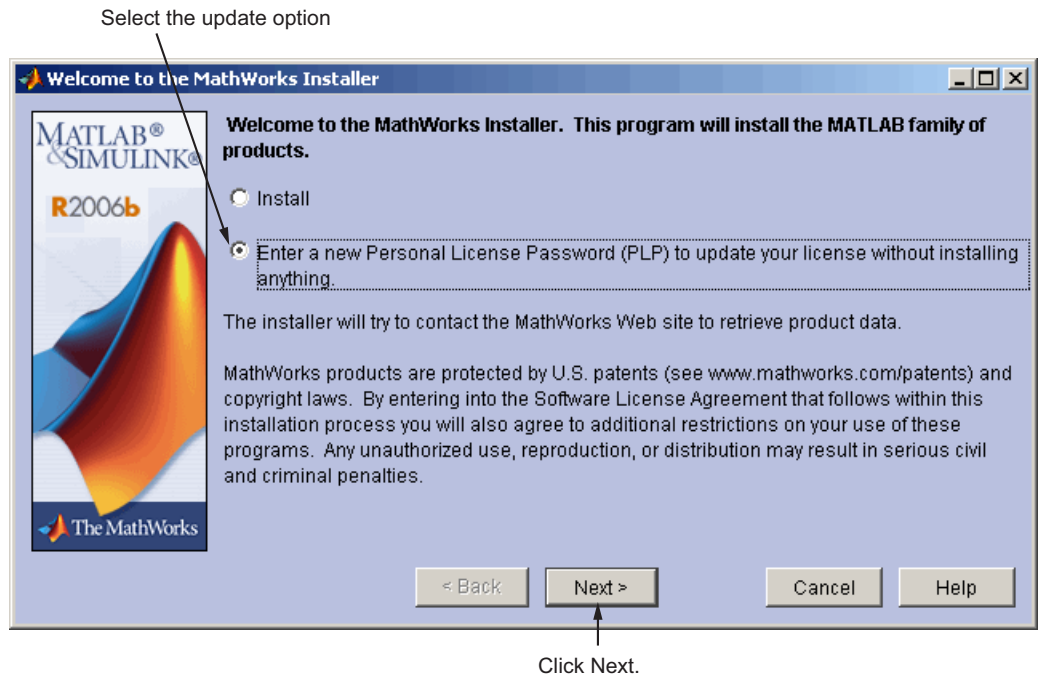 Select the update option
Welcome to the MathWorks Installer
MATLAB®
&SIMULINK®
R2006b
The MathWorks
Welcome to the MathWorks Installer. This program will install the MATLAB family of
products.
Install
Enter a new Personal License Password (PLP) to update your license without installing
anything.
The installer will try to contact the MathWorks Web site to retrieve product data.
MathWorks products are protected by U.S. patents (see www.mathworks.com/patents) and
copyright laws. By entering into the Software License Agreement that follows within this
installation process you will also agree to additional restrictions on your use of these
programs. Any unauthorized use, reproduction, or distribution may result in serious civil
and criminal penalties.
< Back
Next >
Cancel
Help
Click Next.